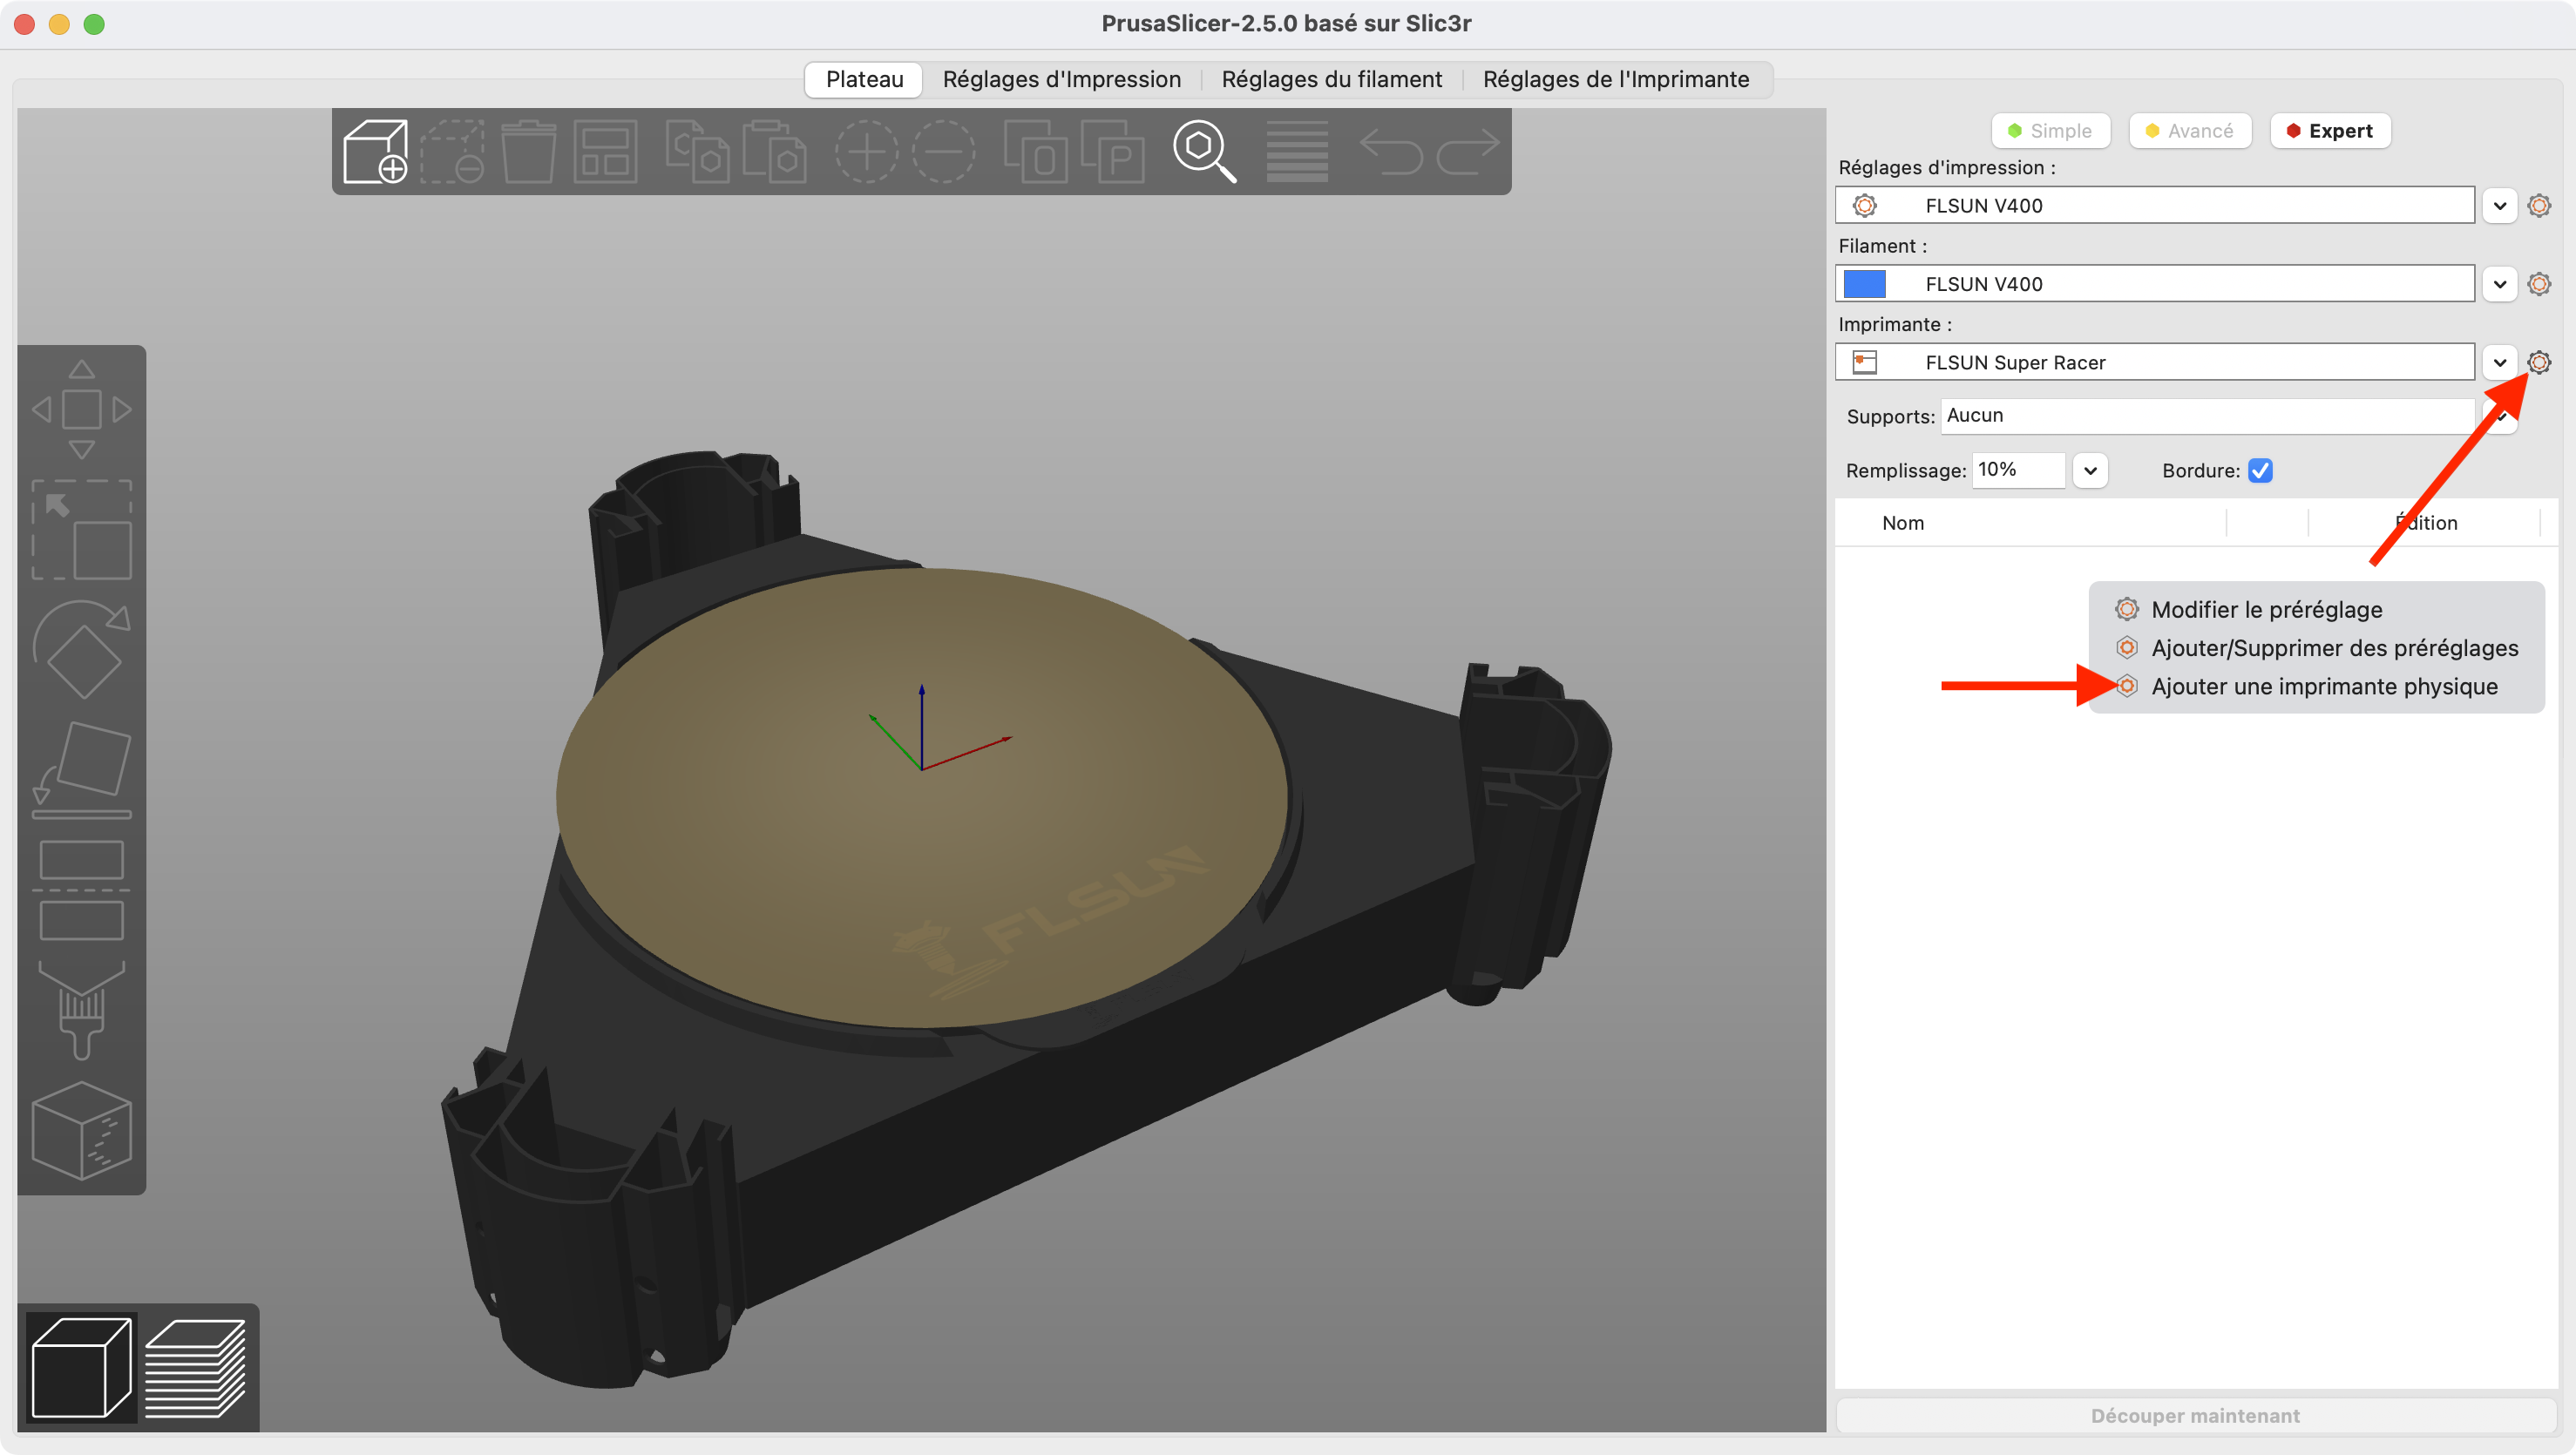 PrusaSlicer-2.5.0 basé sur Slic3r
Plateau
Réglages d'Impression
Réglages du filament
Réglages de l'Imprimante
Simple
Avancé
Expert
Réglages d'impression :
FLSUN V400
Filament :
FLSUN V400
Imprimante :
FLSUN Super Racer
Supports: Aucun
Remplissage: 10%
Bordure:
Nom
Édition
Modifier le préréglage
Ajouter/Supprimer des préréglages
Ajouter une imprimante physique
FLSUN
Découper maintenant